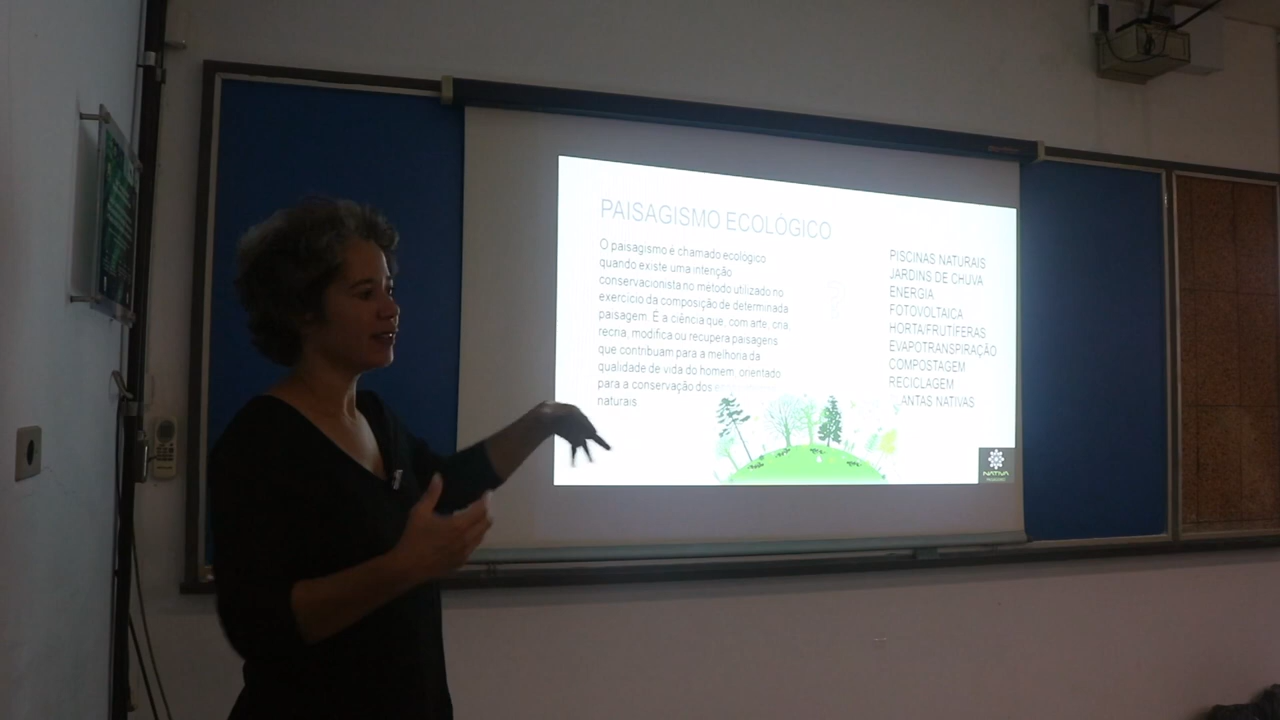 PAISAGISMO ECOLÓGICO
O paisagismo é chamado ecológico
quando existe uma intenção
conservacionista no método utilizado no
exercício da composição de determinada
paisagem. É a ciência que, com arte, cria,
recria, modifica ou recupera paisagens
que contribuam para a melhoria da
qualidade de vida do homem, orientado
para a conservação dos
naturais.
PISCINAS NATURAIS
JARDINS DE CHUVA
ENERGIA
FOTOVOLTAICA
HORTA/FRUTÍFERAS
EVAPOTRANSPIRAÇÃO
COMPOSTAGEM
RECICLAGEM
ANTAS NATIVAS
NATIVA